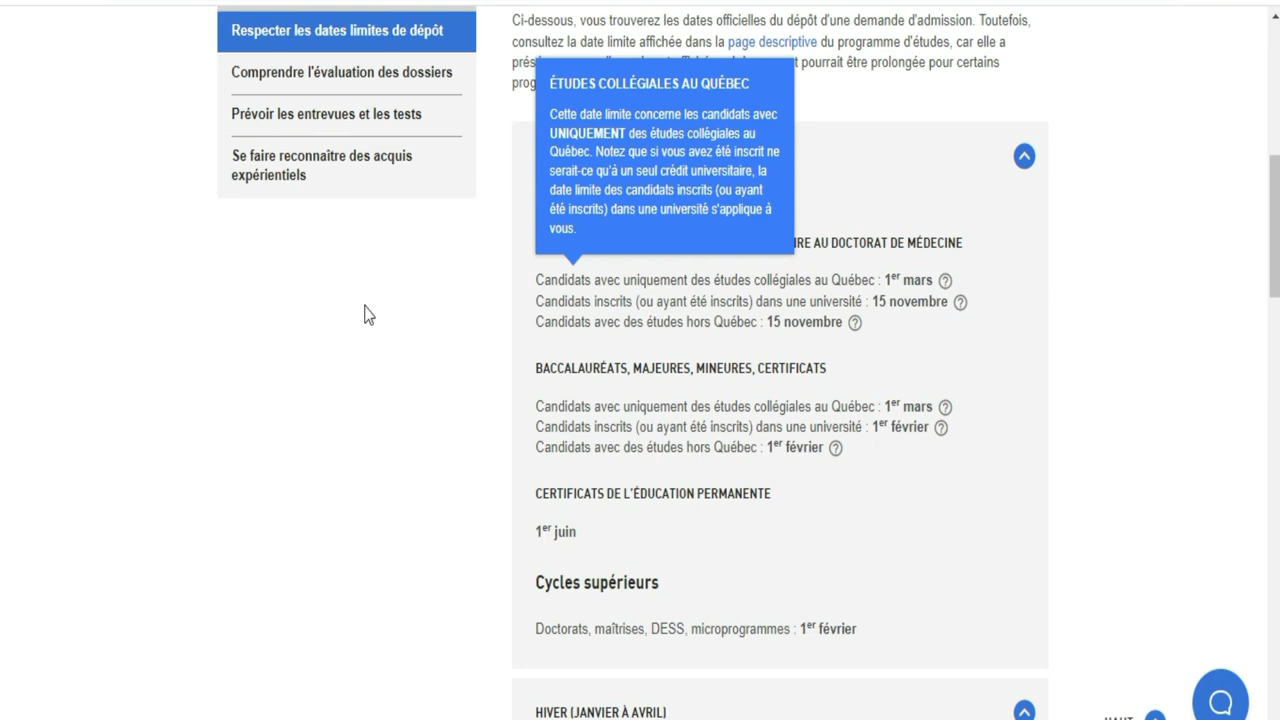 Respecter les dates limites de dépôt
Comprendre l'évaluation des dossiers
Prévoir les entrevues et les tests
Se faire reconnaître des acquis
expérientiels
Ci-dessous, vous trouverez les dates officielles du dépôt d'une demande d'admission. Toutefois,
consultez la date limite affichée dans la page descriptive du programme d'études, car elle a
pourrait être prolongée pour certains
ÉTUDES COLLÉGIALES AU QUÉBEC
Cette date limite concerne les candidats avec
UNIQUEMENT des études collégiales au
Québec. Notez que si vous avez été inscrit ne
serait-ce qu'à un seul crédit universitaire, la
date limite des candidats inscrits (ou ayant
été inscrits) dans une université s'applique à
vous.
AU DOCTORAT DE MÉDECINE
Candidats avec uniquement des études collégiales au Québec : 1er mars
Candidats inscrits (ou ayant été inscrits) dans une université : 15 novembre
Candidats avec des études hors Québec : 15 novembre
BACCALAURÉATS, MAJEURES, MINEURES, CERTIFICATS
Candidats avec uniquement des études collégiales au Québec : 1er mars
Candidats inscrits (ou ayant été inscrits) dans une université : 1er février
Candidats avec des études hors Québec : 1er février
CERTIFICATS DE L'ÉDUCATION PERMANENTE
1er juin
Cycles supérieurs
Doctorats, maîtrises, DESS, microprogrammes : 1er février
HIVER (JANVIER À AVRIL)
HAUT